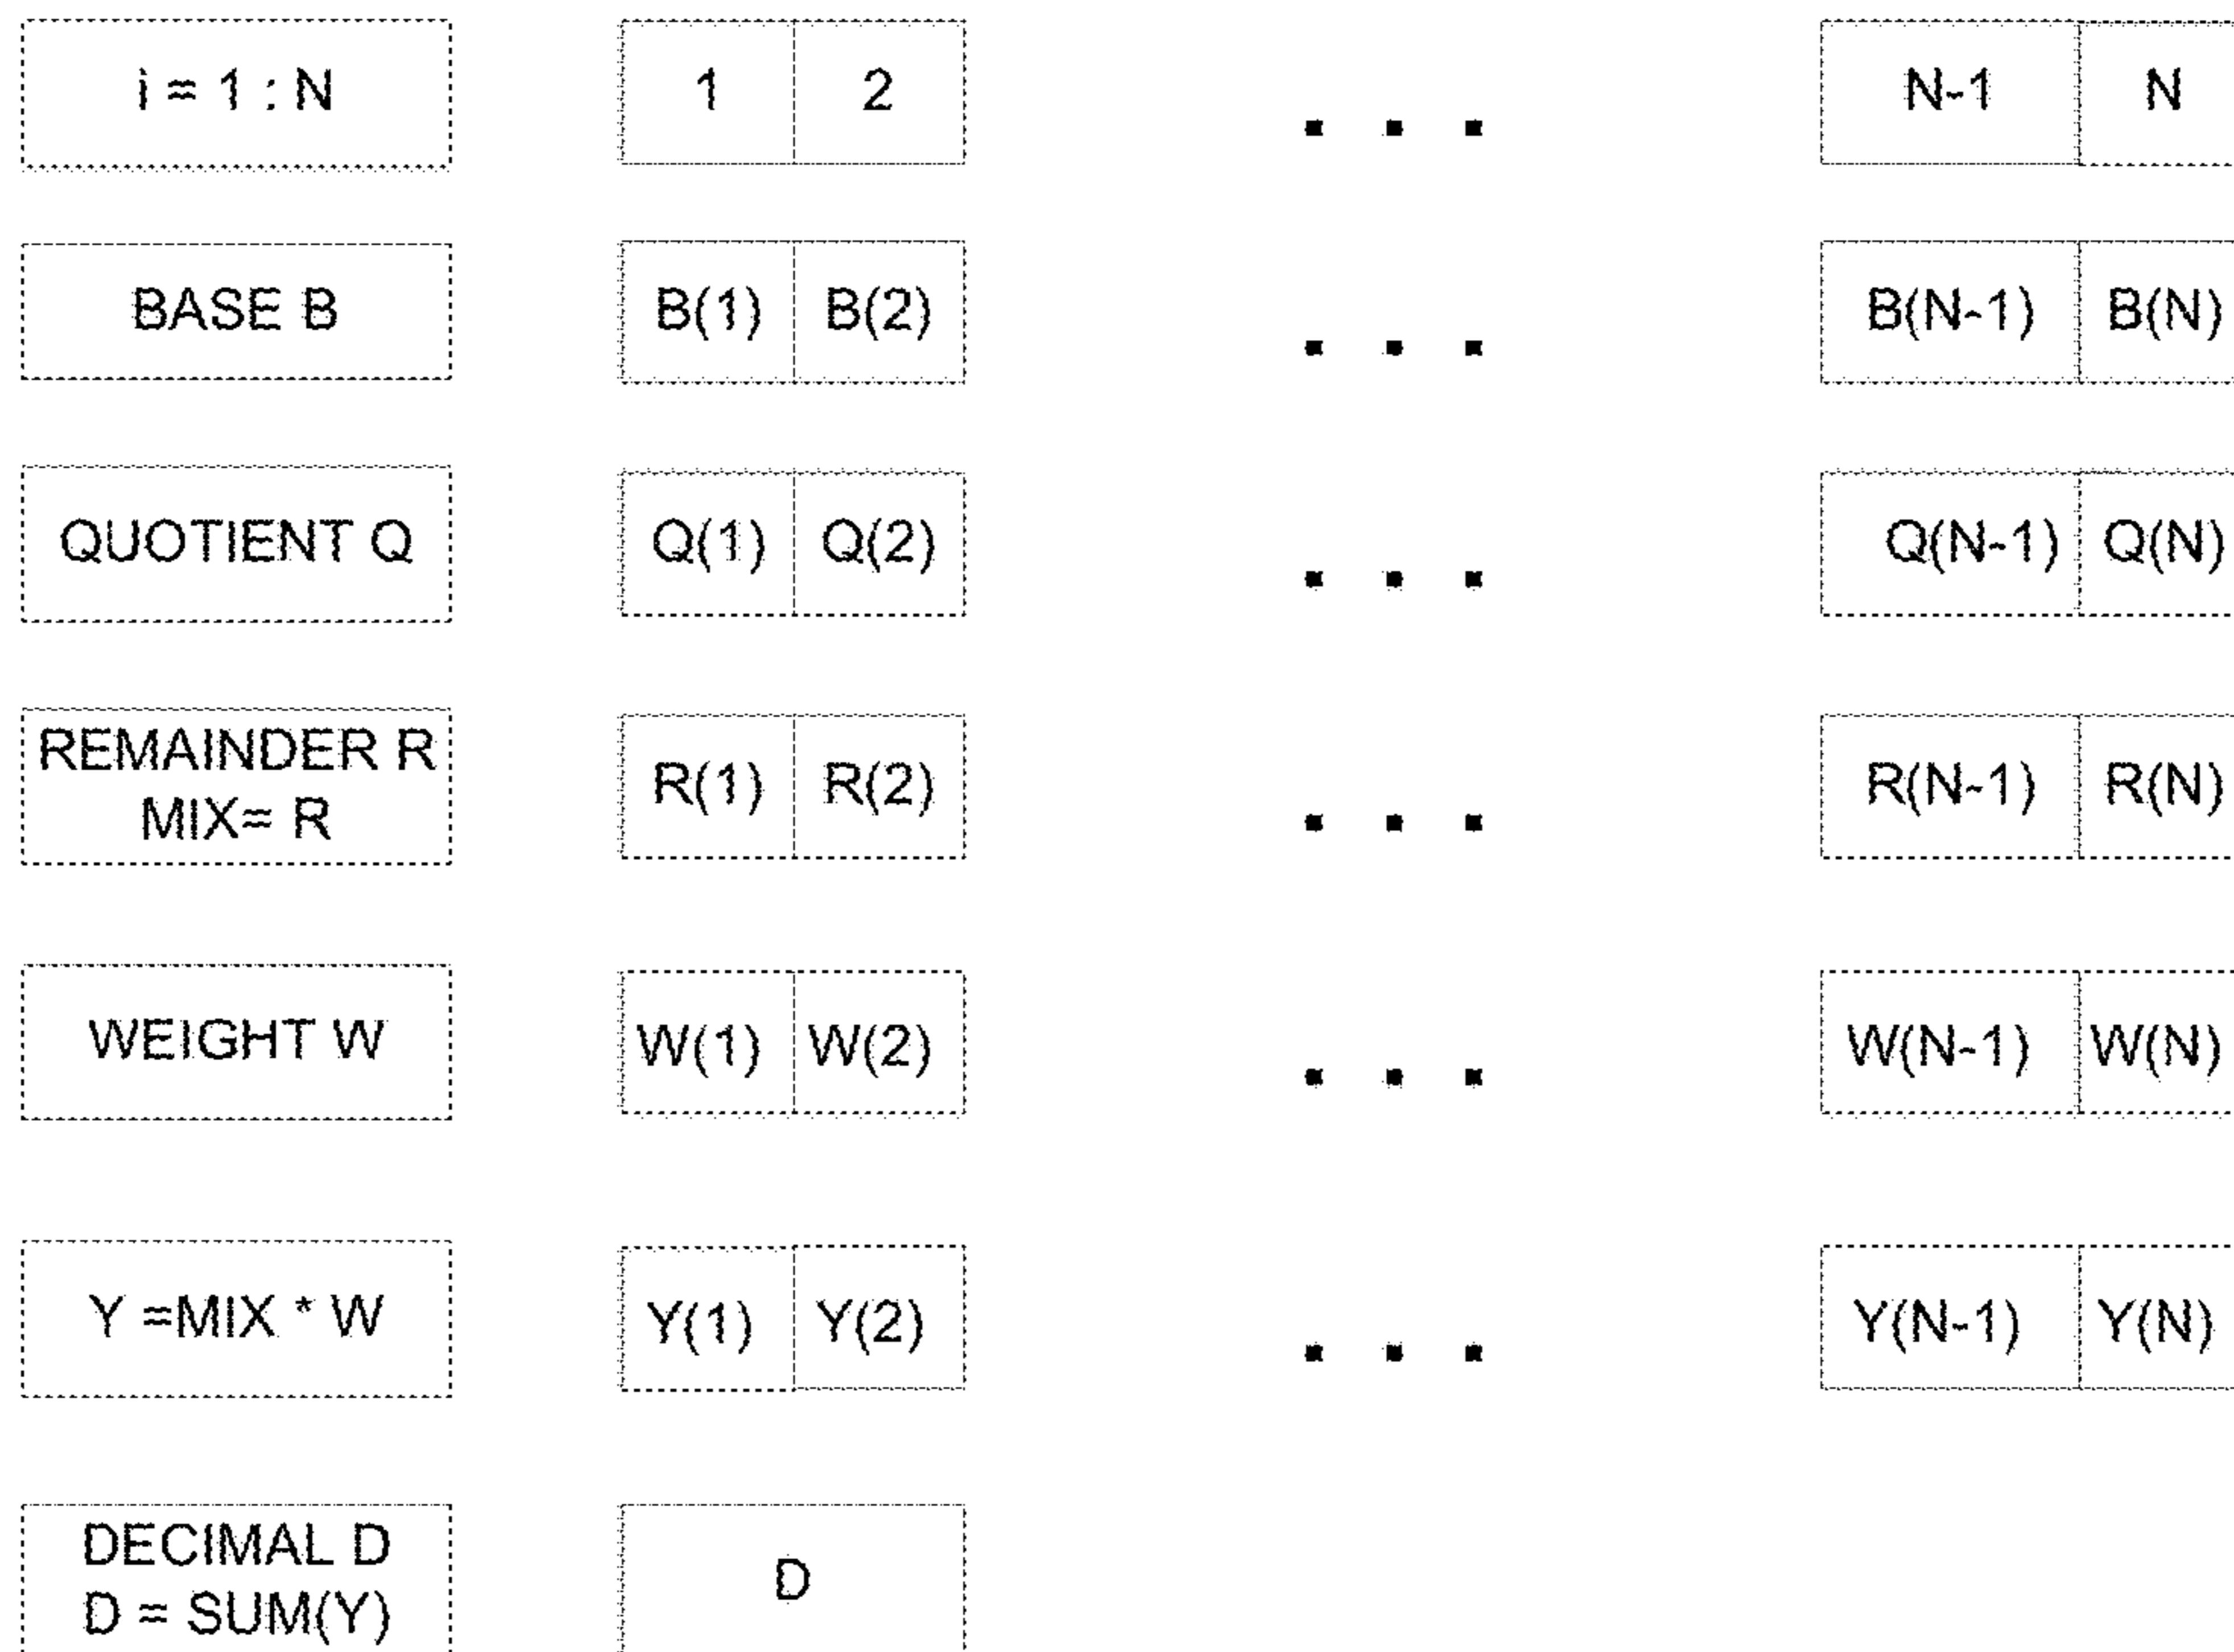 i = 1 : N 1 2 . . . N-1 N
BASE B B(1) B(2) . . . B(N-1) B(N)
QUOTIENT Q Q(1) Q(2) . . . Q(N-1) Q(N)
REMAINDER R
MIX= R R(1) R(2) . . . R(N-1) R(N)
WEIGHT W W(1) W(2) . . . W(N-1) W(N)
Y =MIX * W Y(1) Y(2) . . . Y(N-1) Y(N)
DECIMAL D
D = SUM(Y) D